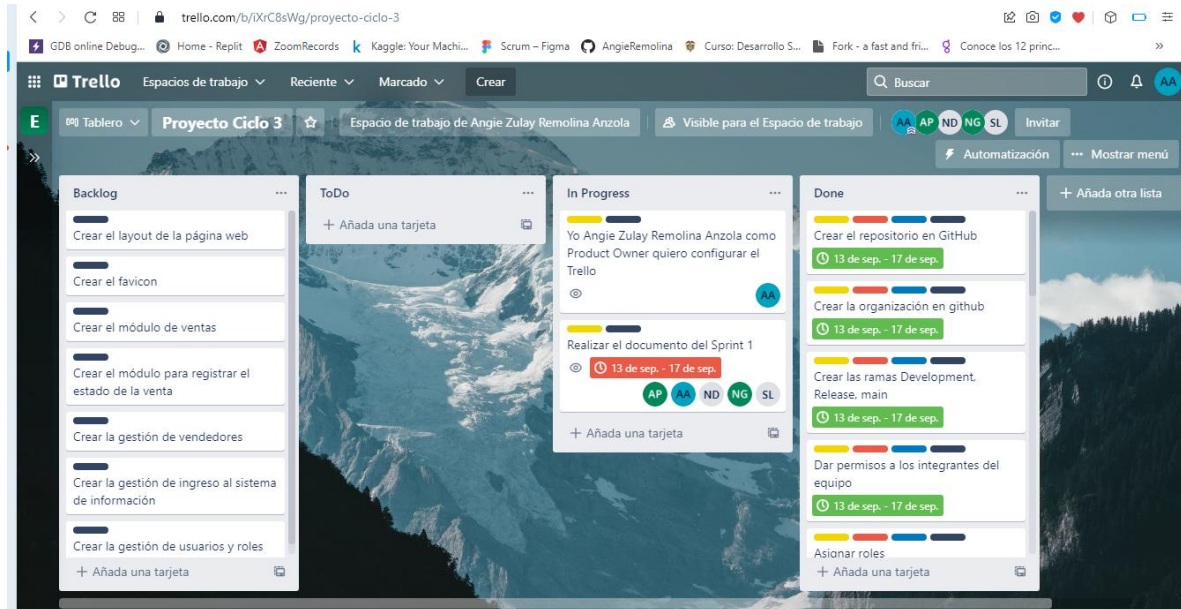 trello.com/b/iXrC8sWg/proyecto-ciclo-3
GDB online Debug... Home - Replit ZoomRecords Kaggle: Your Machi... Scrum – Figma AngieRemolina Curso: Desarrollo S... Fork - a fast and fri... Conoce los 12 princ... »
Trello Espacios de trabajo Reciente Marcado Crear Buscar AA
E Tablero Proyecto Ciclo 3 Espacio de trabajo de Angie Zulay Remolina Anzola Visible para el Espacio de trabajo AA AP ND NG SL Invitar
Automatización ... Mostrar menú
Backlog ...
Crear el layout de la página web
Crear el favicon
Crear el módulo de ventas
Crear el módulo para registrar el
estado de la venta
Crear la gestión de vendedores
Crear la gestión de ingreso al sistema
de información
Crear la gestión de usuarios y roles
+ Añada una tarjeta
ToDo ...
+ Añada una tarjeta
In Progress ...
Yo Angie Zulay Remolina Anzola como
Product Owner quiero configurar el
Trello
AA
Realizar el documento del Sprint 1
13 de sep. - 17 de sep.
AP AA ND NG SL
+ Añada una tarjeta
Done ...
Crear el repositorio en GitHub
13 de sep. - 17 de sep.
Crear la organización en github
13 de sep. - 17 de sep.
Crear las ramas Development,
Release, main
13 de sep. - 17 de sep.
Dar permisos a los integrantes del
equipo
13 de sep. - 17 de sep.
Asignar roles
+ Añada una tarjeta
+ Añada otra lista